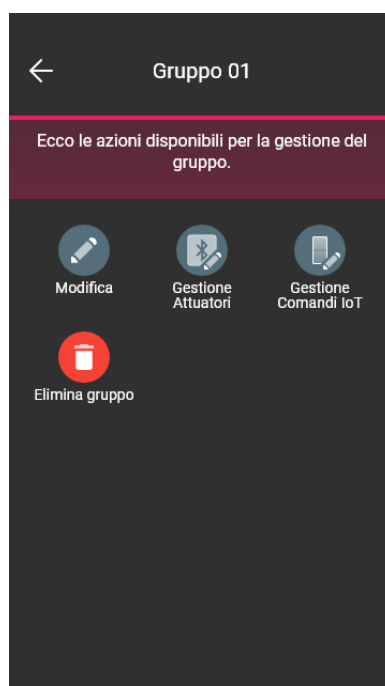 Gruppo 01
Ecco le azioni disponibili per la gestione del
gruppo.
Modifica
Gestione
Attuatori
Gestione
Comandi IoT
Elimina gruppo